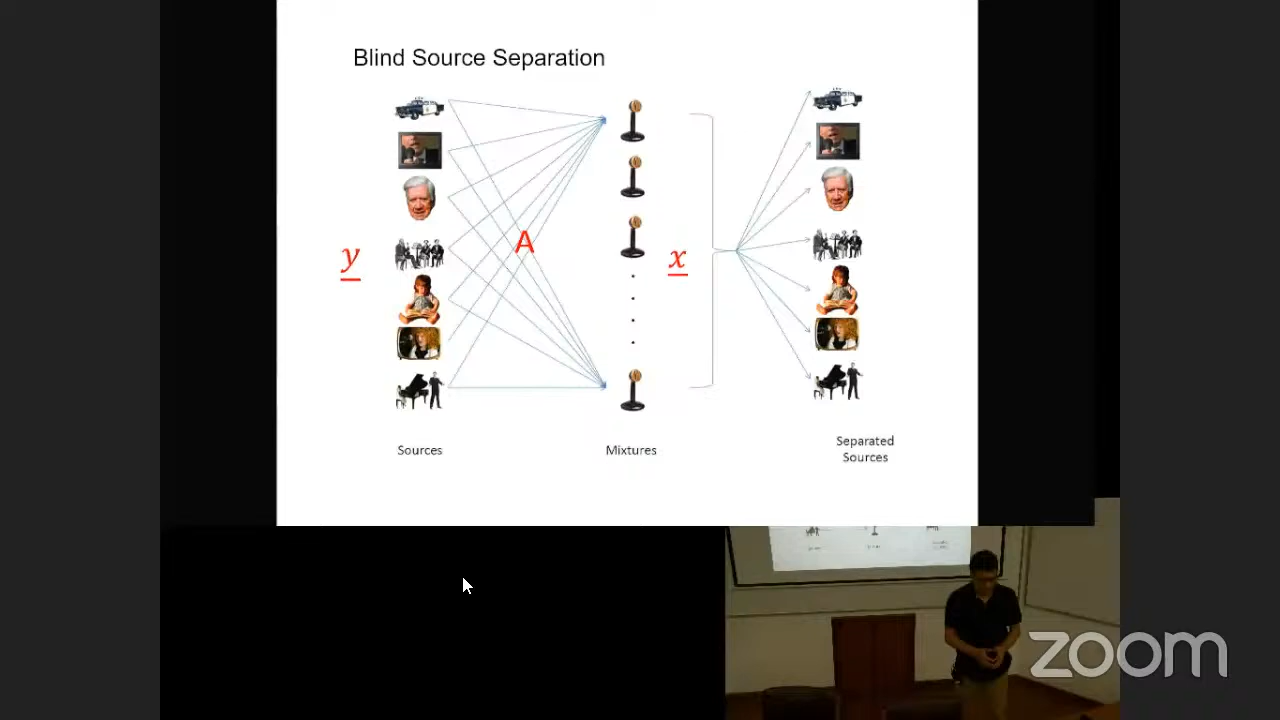 Blind Source Separation
A
y
x
Sources
Mixtures
Separated
Sources
zoom